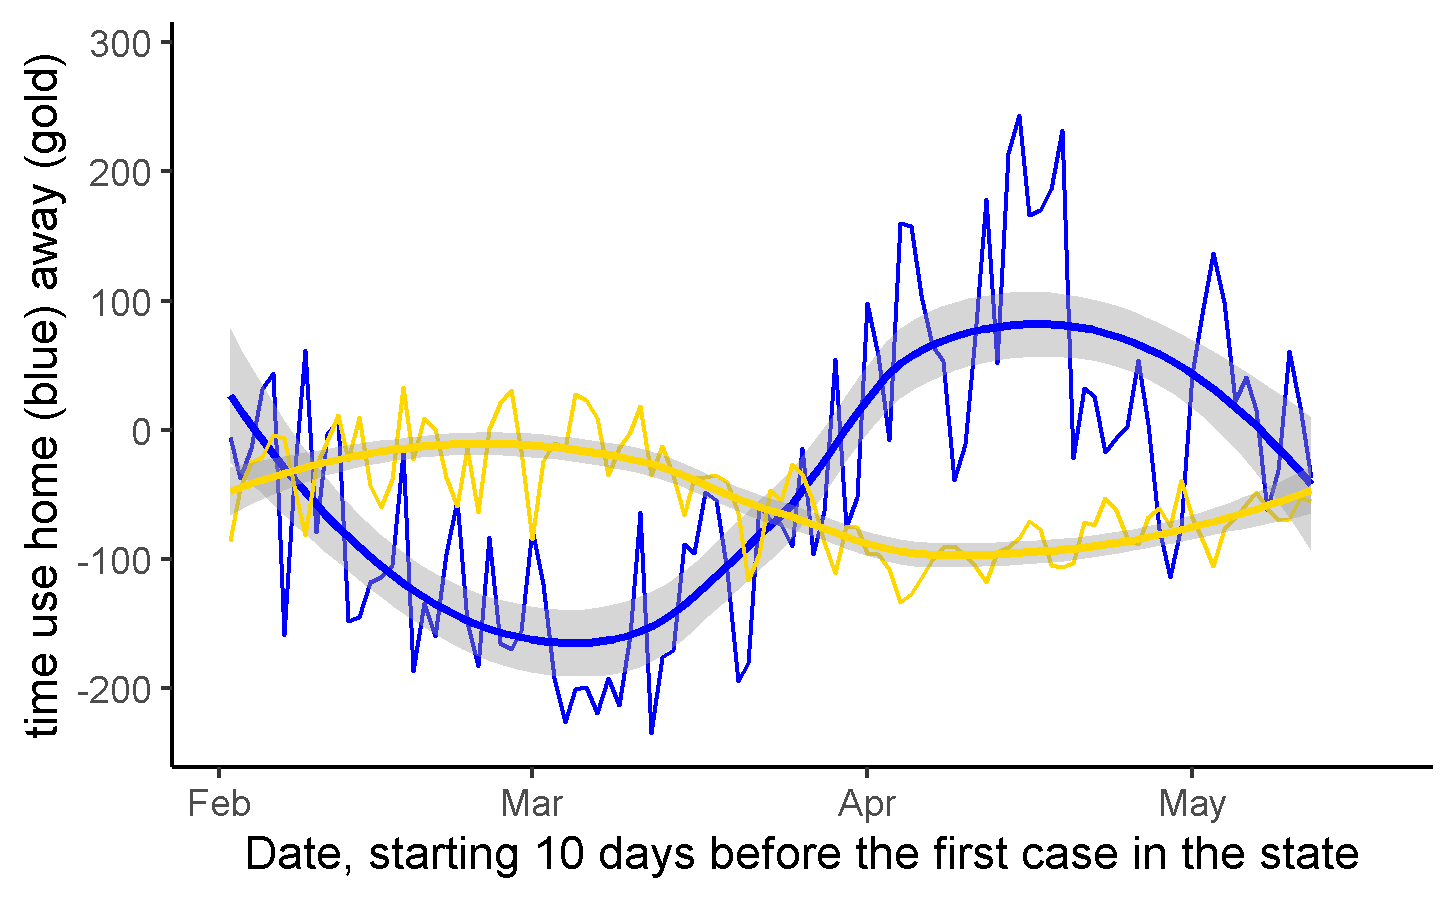 time use home (blue) away (gold)
300
200
100
0
-100
-200
Feb
Mar
Apr
May
Date, starting 10 days before the first case in the state